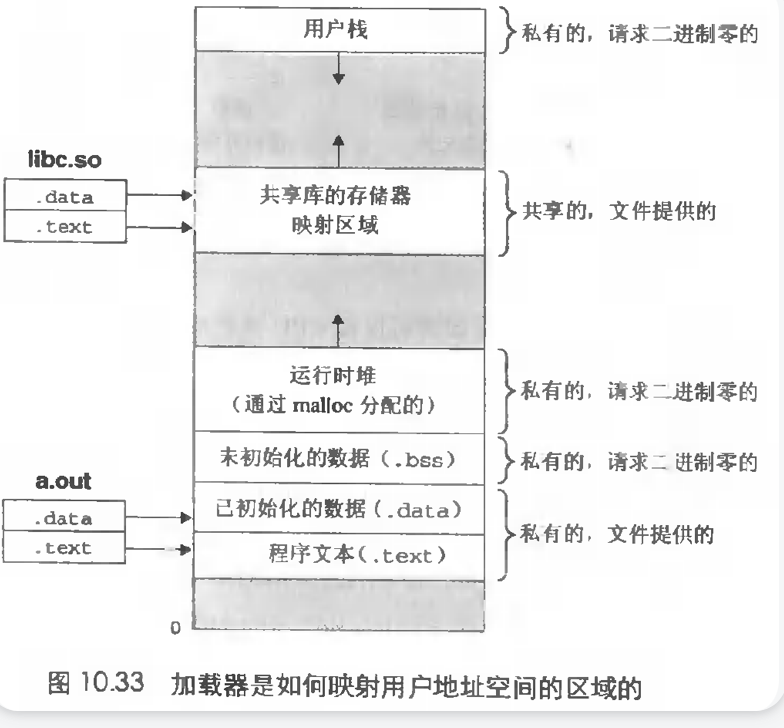 用户栈
私有的，请求二进制零的
libc.so
.data
.text
共享库的存储器
映射区域
共享的，文件提供的
运行时堆
（通过 malloc 分配的）
私有的，请求二进制零的
未初始化的数据（.bss）
私有的，请求二进制零的
a.out
.data
.text
已初始化的数据（.data）
程序文本（.text）
私有的，文件提供的
0
图 10.33 加载器是如何映射用户地址空间的区域的